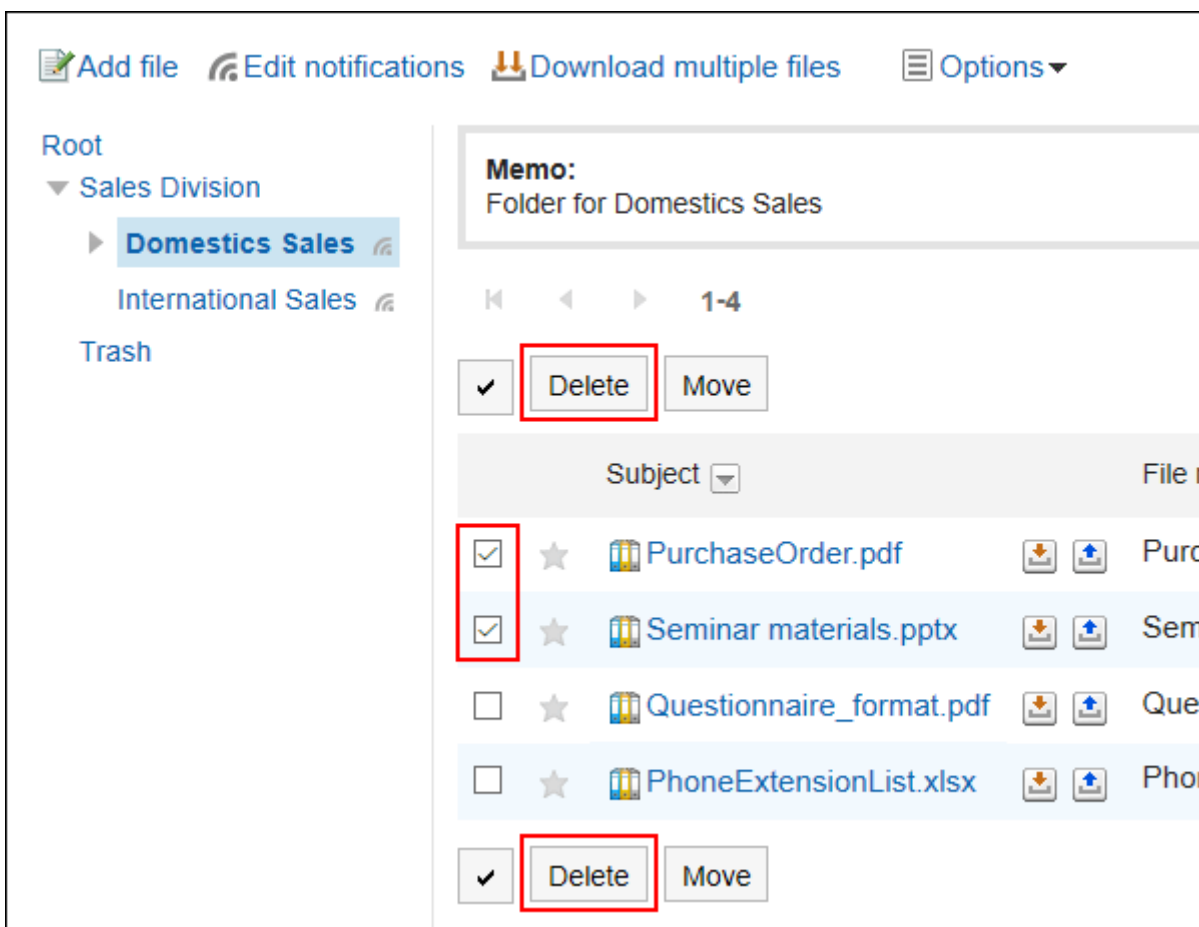 Add file Edit notifications Download multiple files Options
Root
Sales Division
Domestics Sales
International Sales
Trash
Memo:
Folder for Domestics Sales
1-4
Delete Move
Subject File
PurchaseOrder.pdf
Seminar materials.pptx
Questionnaire_format.pdf
PhoneExtensionList.xlsx
Delete Move